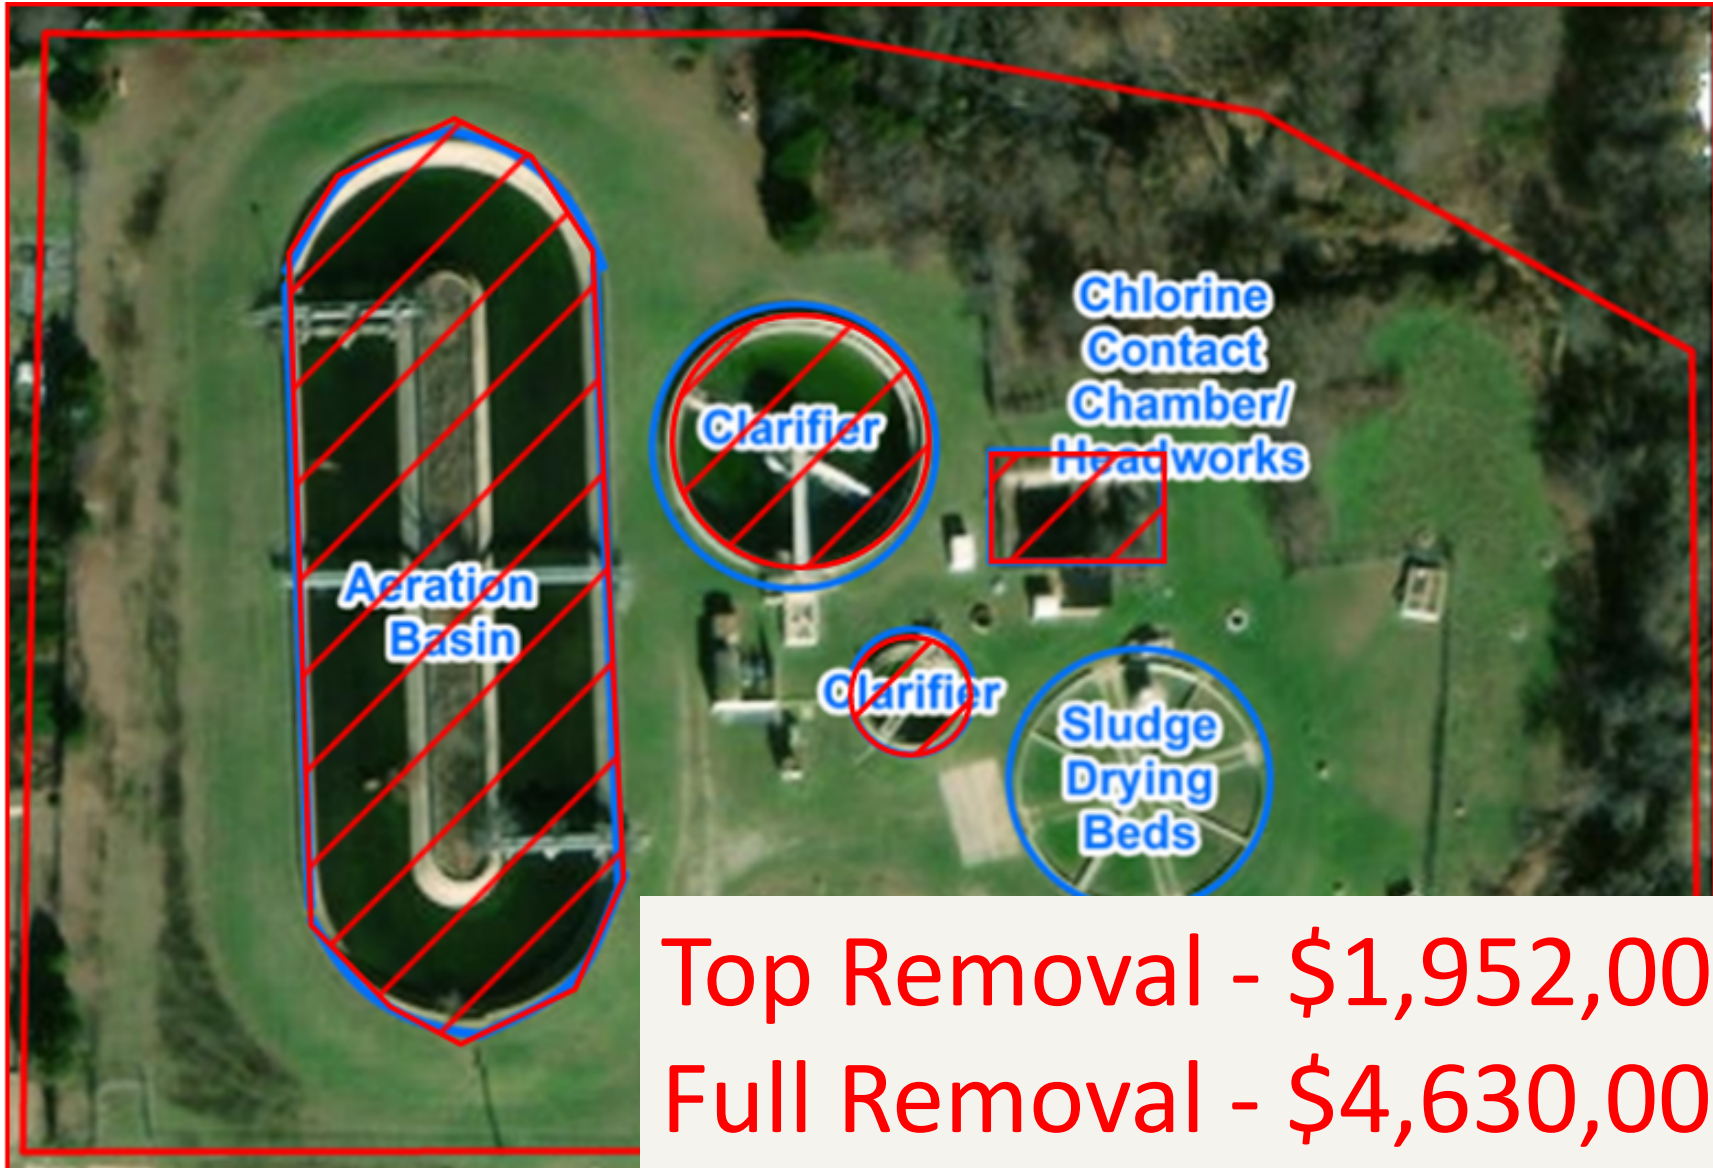 Chlorine
Contact
Chamber/
Headworks
Clarifier
Aeration
Basin
Clarifier
Sludge
Drying
Beds
Top Removal - $1,952,00
Full Removal - $4,630,00